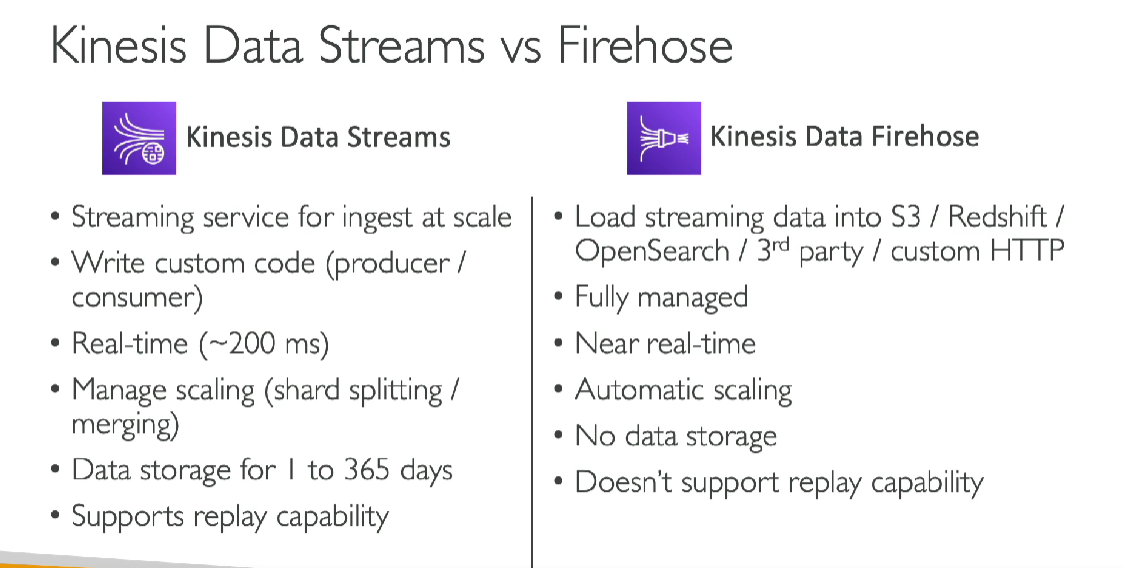 Kinesis Data Streams vs Firehose
Kinesis Data Streams
• Streaming service for ingest at scale
• Write custom code (producer /
consumer)
• Real-time (~200 ms)
• Manage scaling (shard splitting /
merging)
• Data storage for 1 to 365 days
• Supports replay capability
Kinesis Data Firehose
• Load streaming data into S3 / Redshift /
OpenSearch / 3rd party / custom HTTP
• Fully managed
• Near real-time
• Automatic scaling
• No data storage
• Doesn't support replay capability